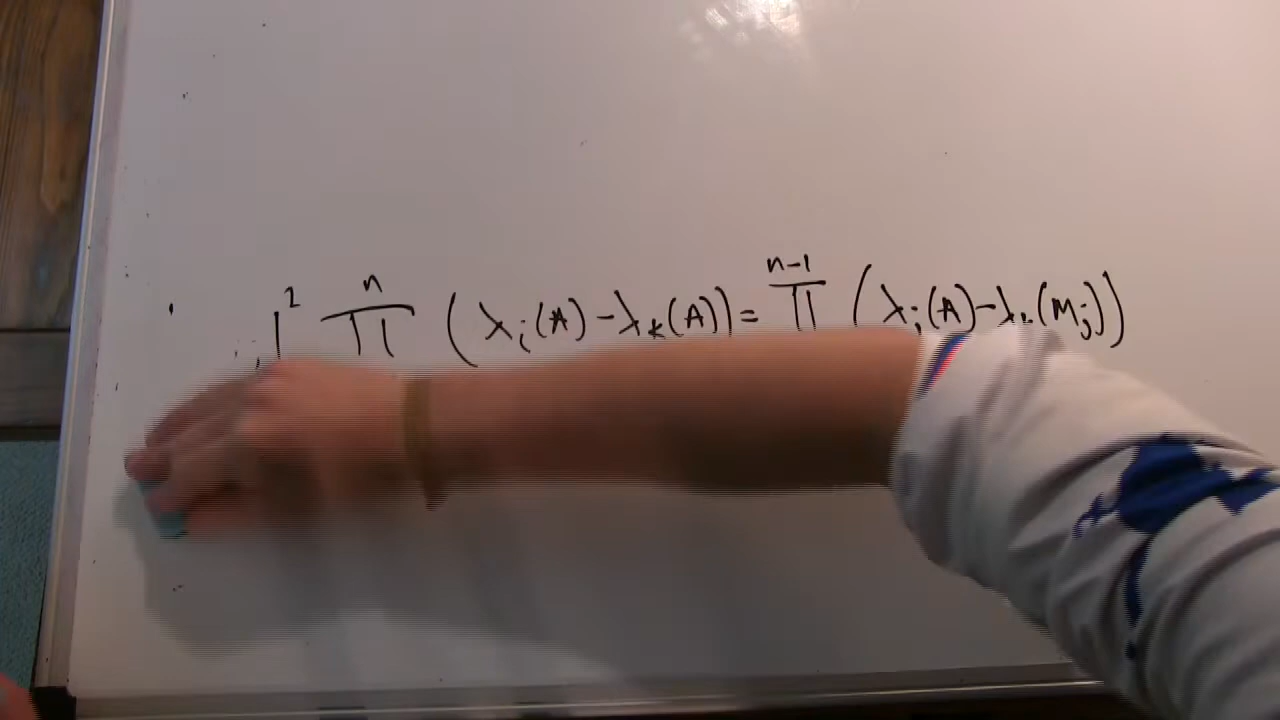 |² ∏ⁿ (λᵢ(A) - λₖ(A)) = ∏ⁿ⁻¹ (λᵢ(A) - λₖ(Mⱼ))